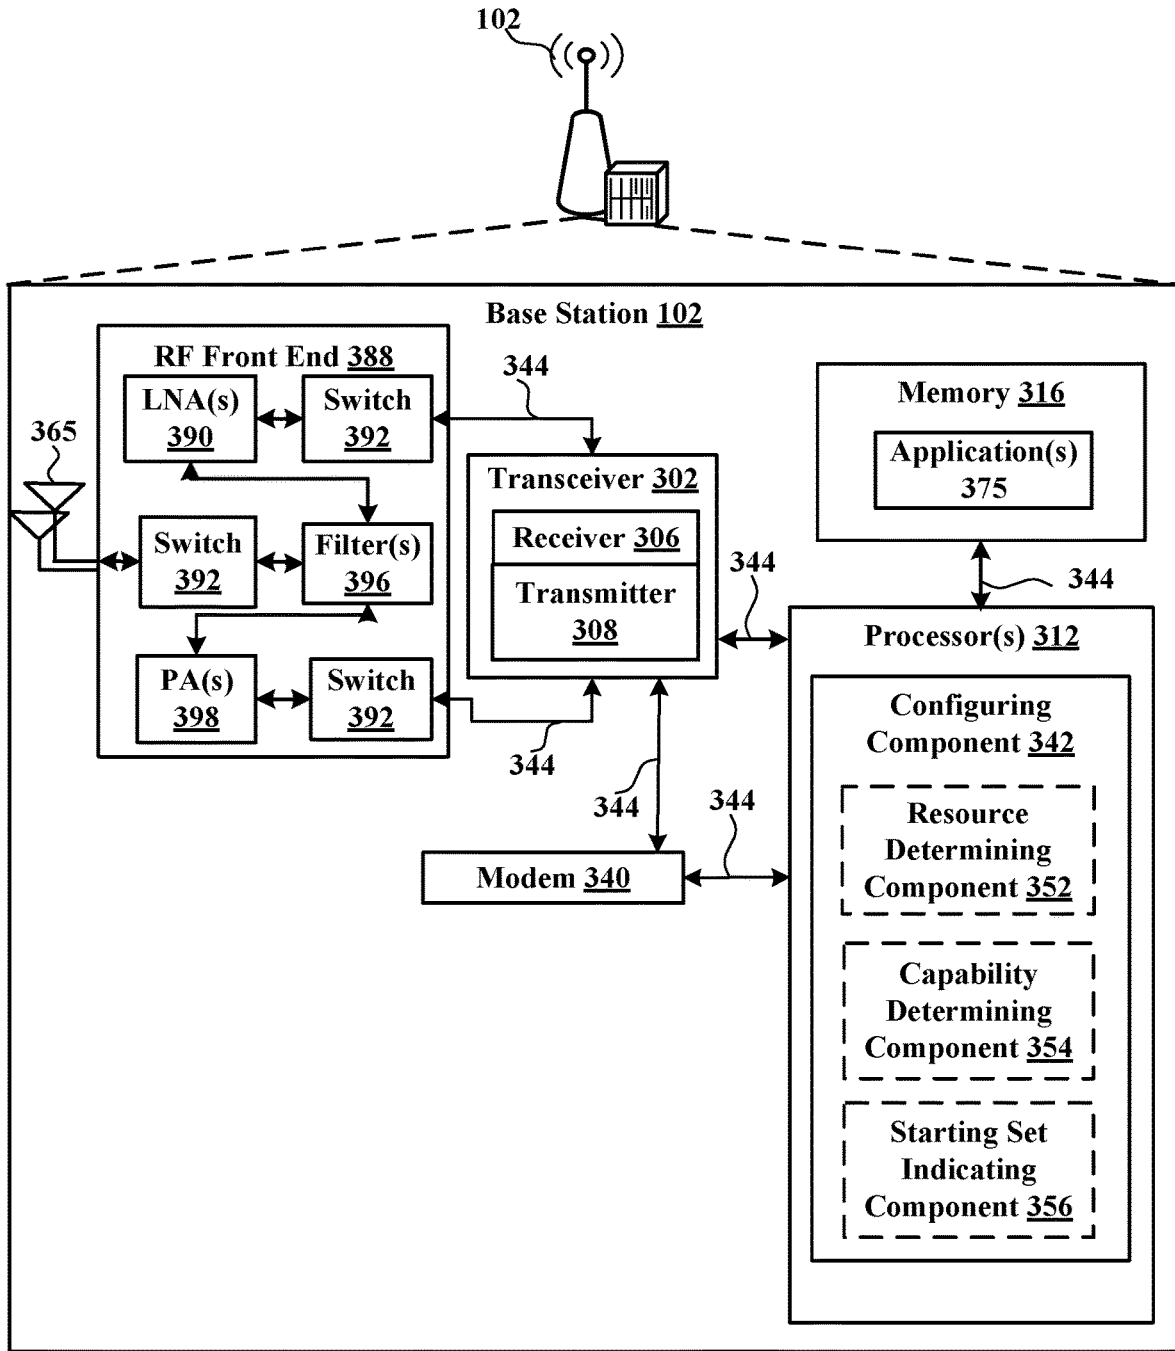 102
Base Station 102
RF Front End 388
LNA(s)
390
Switch
392
344
365
Switch
392
Filter(s)
396
PA(s)
398
Switch
392
344
Transceiver 302
Receiver 306
Transmitter
308
344
344
Modem 340
344
Memory 316
Application(s)
375
344
Processor(s) 312
Configuring
Component 342
Resource
Determining
Component 352
Capability
Determining
Component 354
Starting Set
Indicating
Component 356